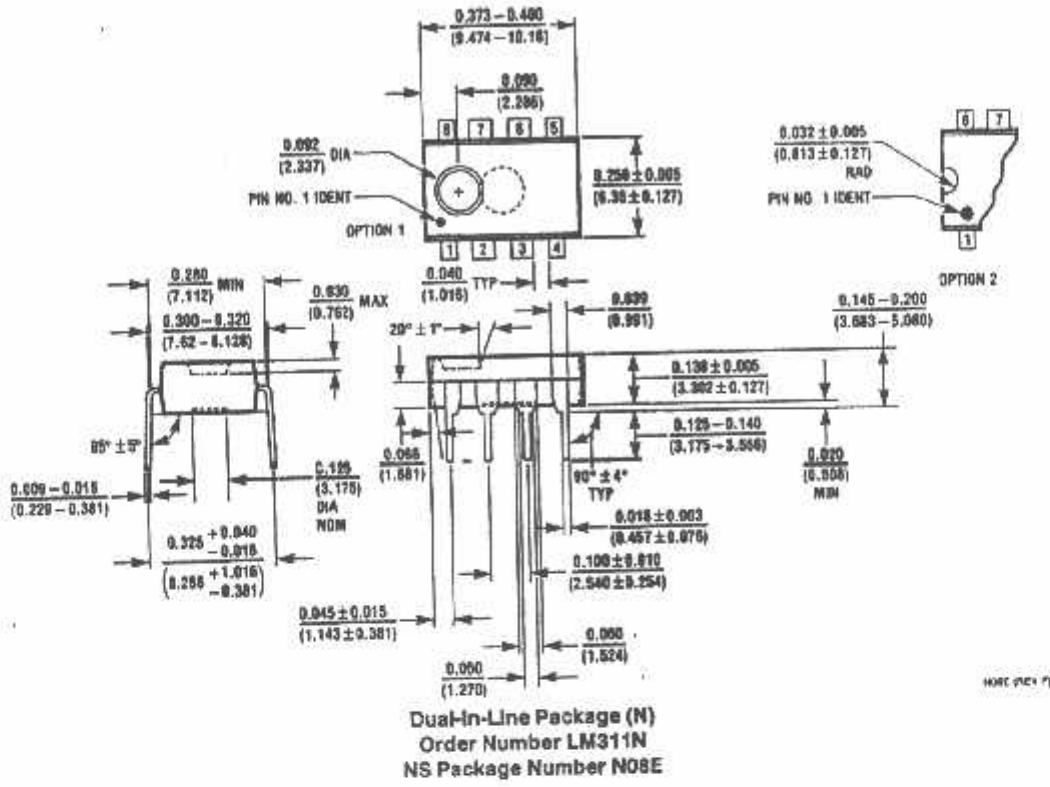 0.373–0.400
(9.474–10.16)
0.090
(2.286)
8 7 6 5
0.092 DIA
(2.337)
PIN NO. 1 IDENT
OPTION 1
1 2 3 4
0.250 ± 0.005
(6.35 ± 0.127)
0.032 ± 0.005
(0.813 ± 0.127)
RAD
PIN NO. 1 IDENT
7
1
OPTION 2
0.280 MIN
(7.112)
0.300–0.320
(7.62–8.128)
0.030 MAX
(0.762)
0.040 TYP
(1.016)
0.039
(0.991)
20° ± 1°
0.145–0.200
(3.683–5.080)
0.130 ± 0.005
(3.302 ± 0.127)
0.125–0.140
(3.175–3.556)
0.020
(0.508)
MIN
95° ± 5°
0.009–0.015
(0.229–0.381)
0.125
(3.175)
DIA
NOM
0.065
(1.651)
90° ± 4°
TYP
0.018 ± 0.003
(0.457 ± 0.076)
0.325 +0.040
–0.015
(8.255 +1.016
–0.381)
0.100 ± 0.010
(2.540 ± 0.254)
0.045 ± 0.015
(1.143 ± 0.381)
0.060
(1.524)
0.050
(1.270)
Dual-In-Line Package (N)
Order Number LM311N
NS Package Number N08E